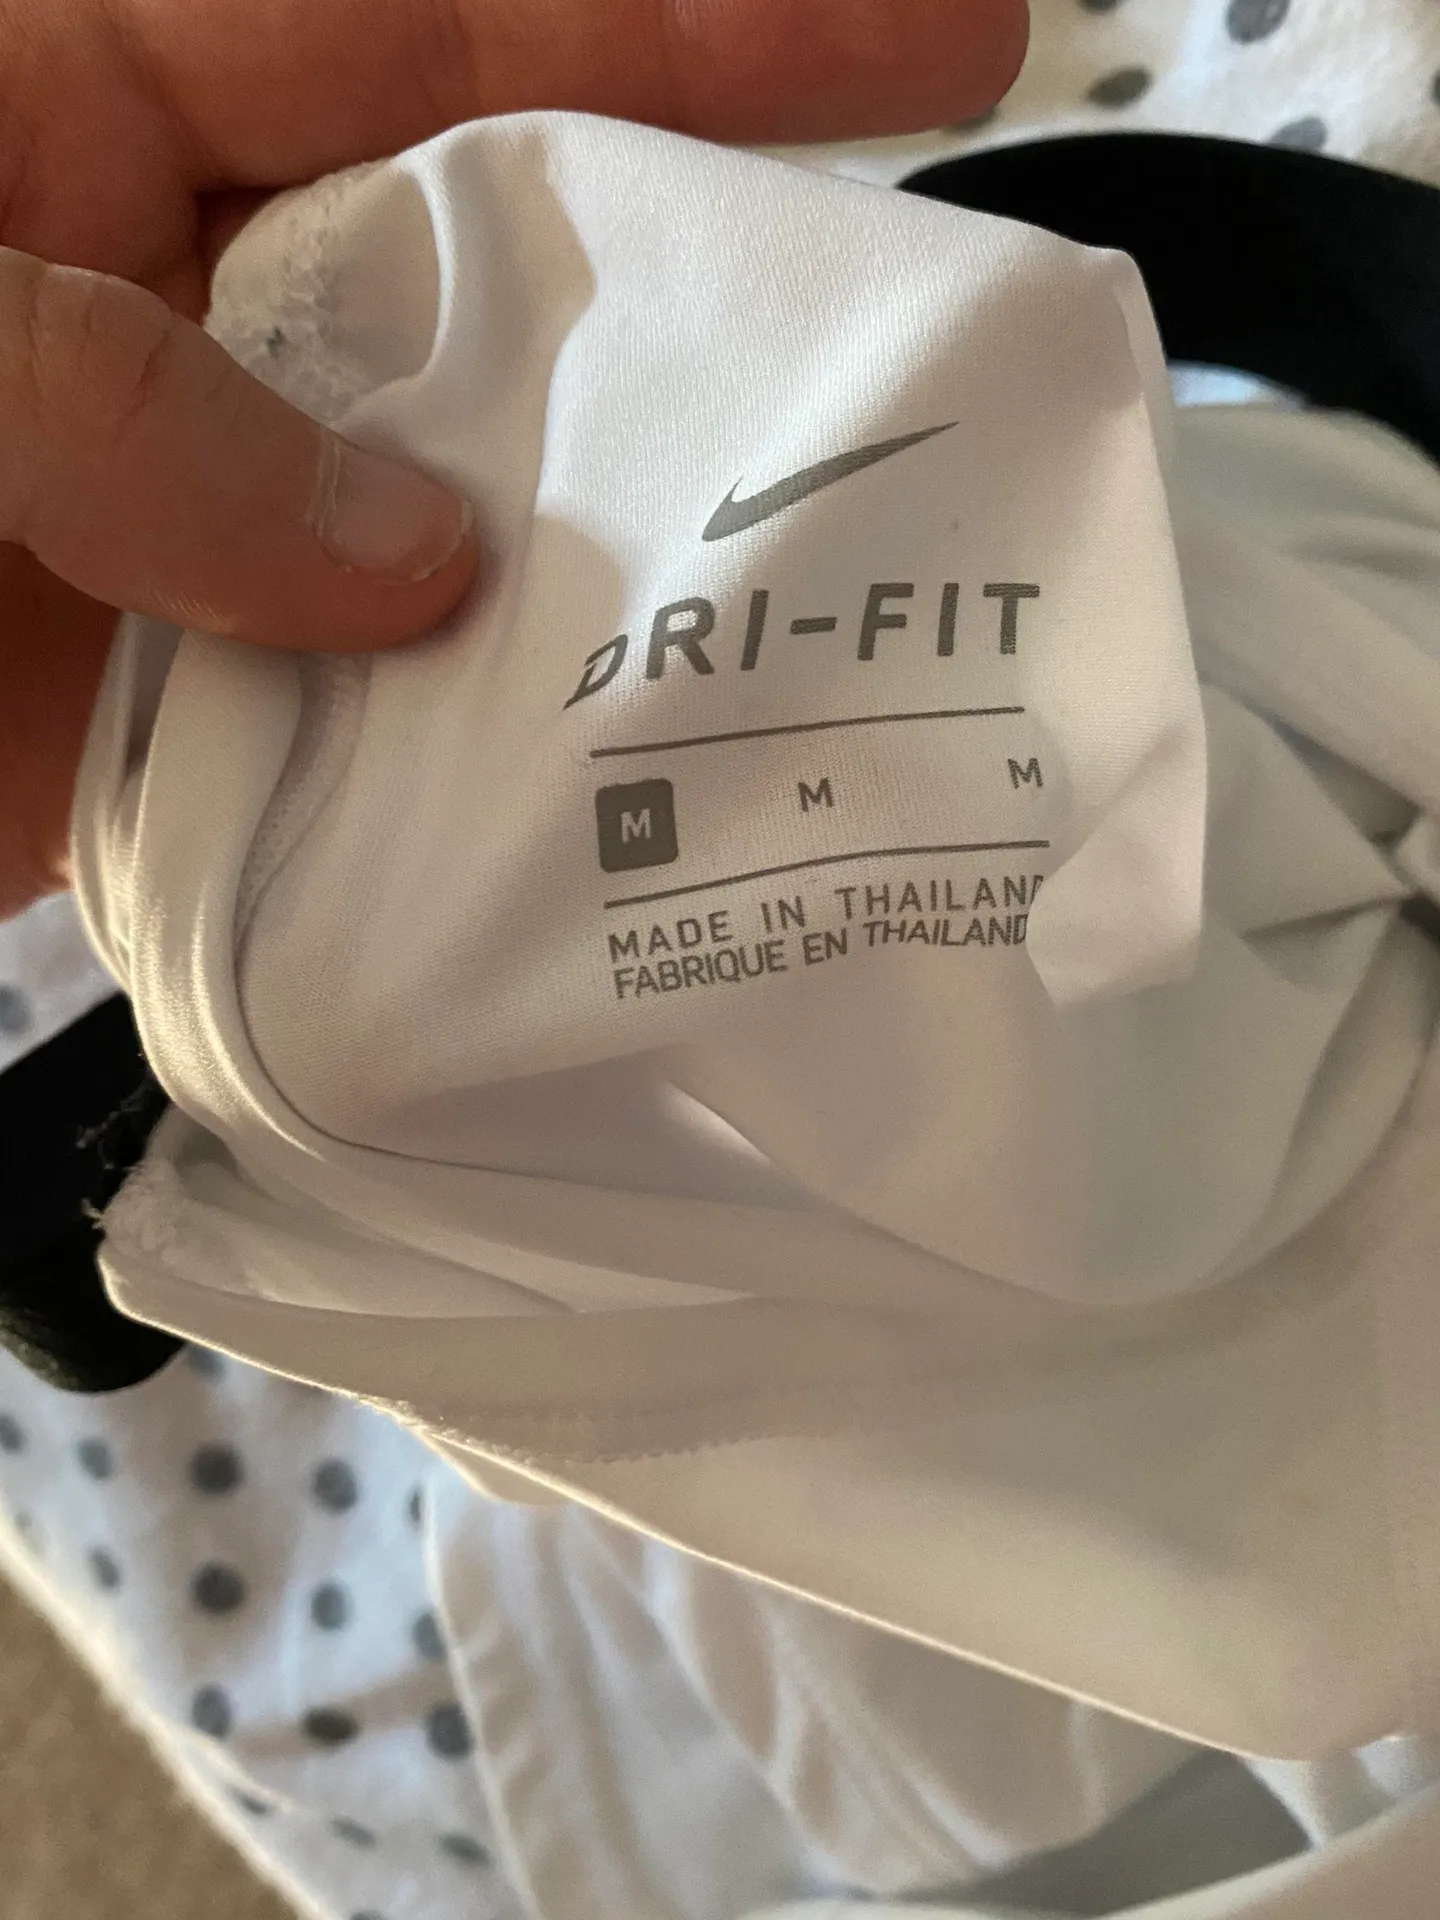 DRI-FIT
M M M
MADE IN THAILAND
FABRIQUE EN THAILAND